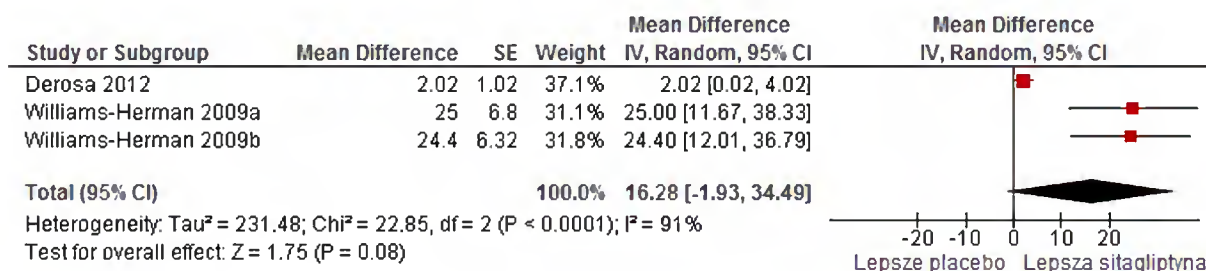 Mean Difference Mean Difference
Study or Subgroup Mean Difference SE Weight IV, Random, 95% CI IV, Random, 95% CI
Derosa 2012 2.02 1.02 37.1% 2.02 [0.02, 4.02]
Williams-Herman 2009a 25 6.8 31.1% 25.00 [11.67, 38.33]
Williams-Herman 2009b 24.4 6.32 31.8% 24.40 [12.01, 36.79]
Total (95% CI) 100.0% 16.28 [-1.93, 34.49]
Heterogeneity: Tau² = 231.48; Chi² = 22.85, df = 2 (P < 0.0001); I² = 91%
Test for overall effect: Z = 1.75 (P = 0.08)
-20 -10 0 10 20
Lepsze placebo Lepsza sitagliptyna